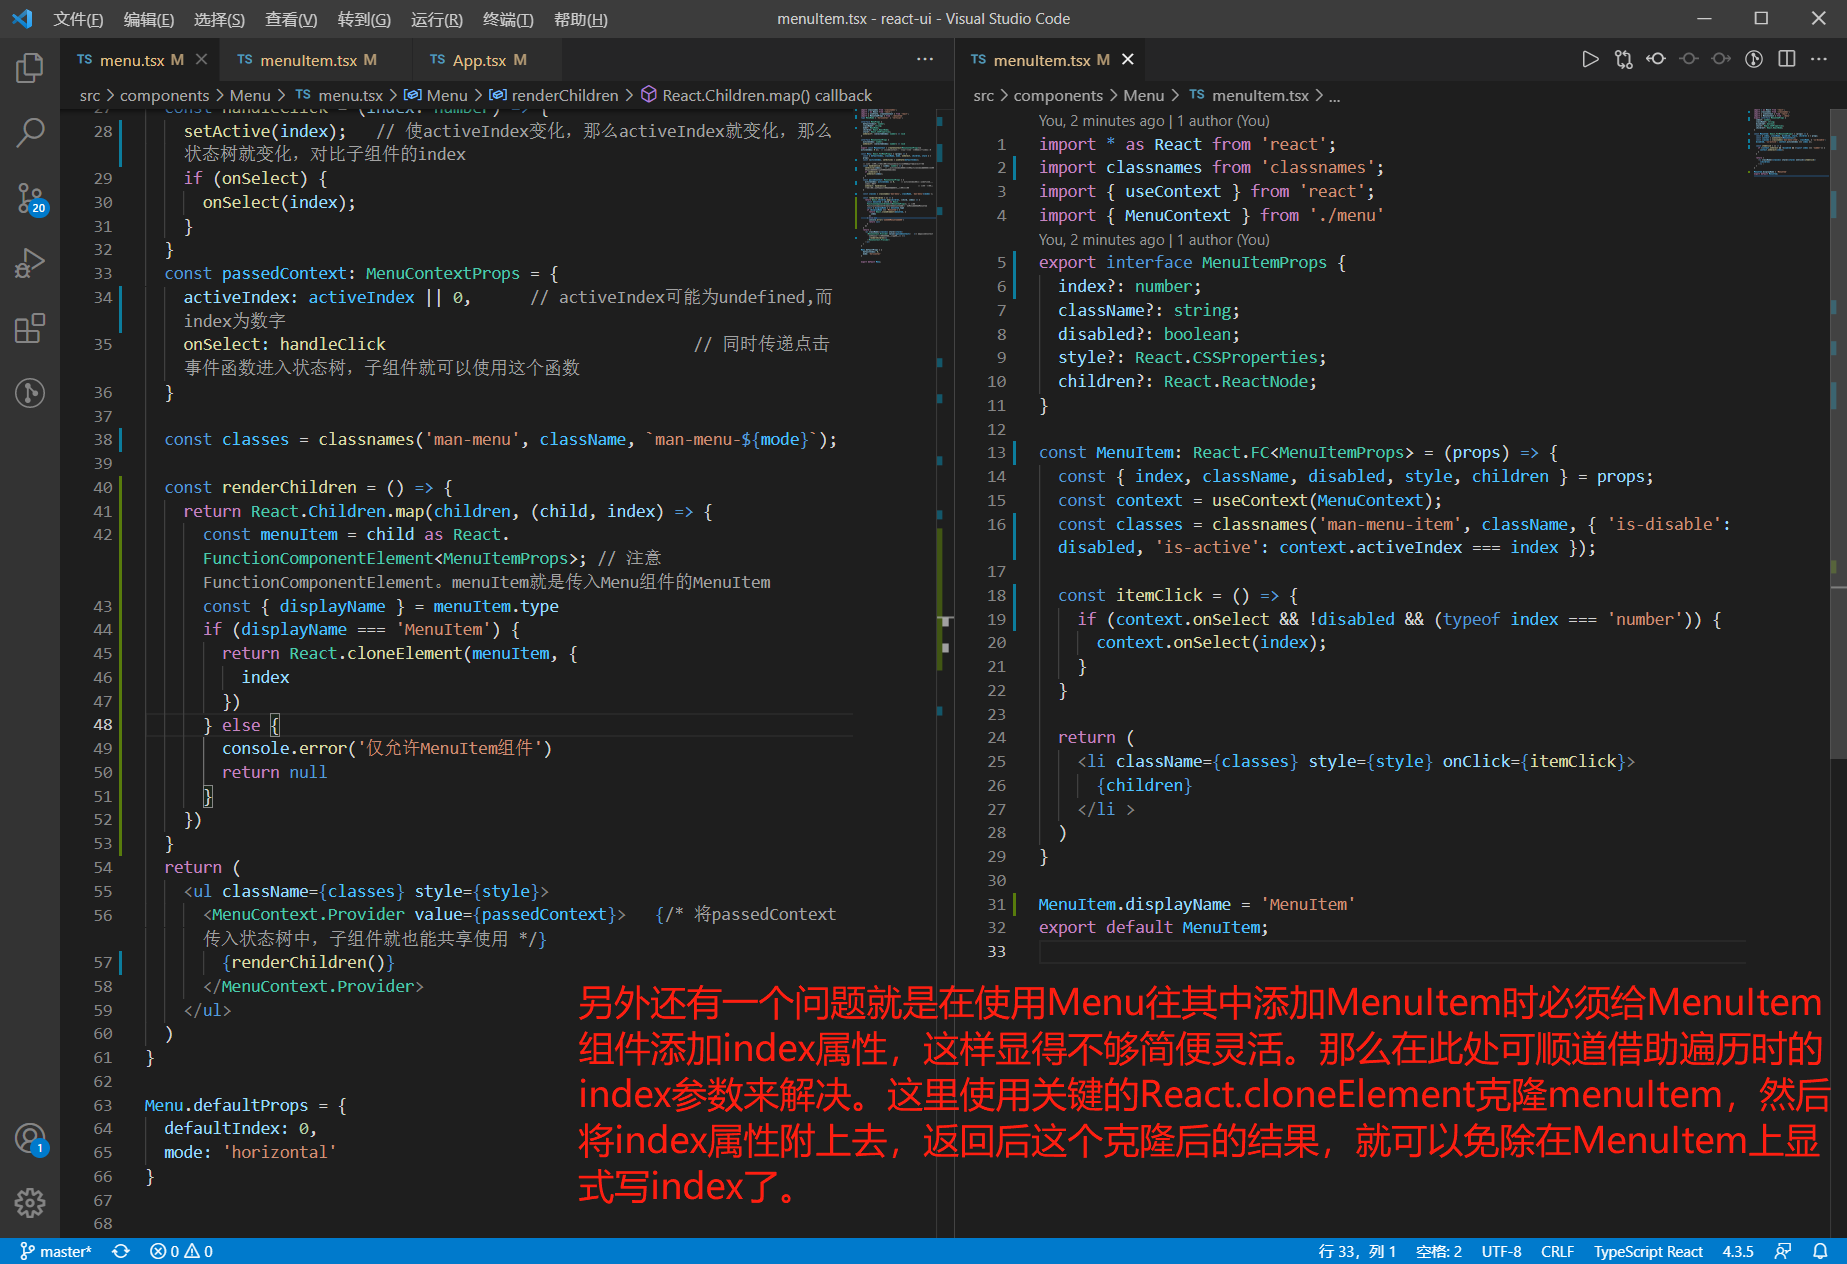 文件(F) 编辑(E) 选择(S) 查看(V) 转到(G) 运行(R) 终端(T) 帮助(H) menuItem.tsx - react-ui - Visual Studio Code
TS menu.tsx M TS menuItem.tsx M TS App.tsx M
src > components > Menu > TS menu.tsx > Menu > renderChildren > React.Children.map() callback
27 const handleClick = (index: number) => {
28 setActive(index); // 使activeIndex变化，那么activeIndex就变化，那么
状态树就变化，对比子组件的index
29 if (onSelect) {
30 onSelect(index);
31 }
32 }
33 const passedContext: MenuContextProps = {
34 activeIndex: activeIndex || 0, // activeIndex可能为undefined,而
index为数字
35 onSelect: handleClick // 同时传递点击
事件函数进入状态树，子组件就可以使用这个函数
36 }
37
38 const classes = classnames('man-menu', className, `man-menu-${mode}`);
39
40 const renderChildren = () => {
41 return React.Children.map(children, (child, index) => {
42 const menuItem = child as React.
FunctionComponentElement<MenuItemProps>; // 注意
FunctionComponentElement。menuItem就是传入Menu组件的MenuItem
43 const { displayName } = menuItem.type
44 if (displayName === 'MenuItem') {
45 return React.cloneElement(menuItem, {
46 index
47 })
48 } else {
49 console.error('仅允许MenuItem组件')
50 return null
51 }
52 })
53 }
54 return (
55 <ul className={classes} style={style}>
56 <MenuContext.Provider value={passedContext}> {/* 将passedContext
传入状态树中，子组件就也能共享使用 */}
57 {renderChildren()}
58 </MenuContext.Provider>
59 </ul>
60 )
61 }
62
63 Menu.defaultProps = {
64 defaultIndex: 0,
65 mode: 'horizontal'
66 }
67
68
TS menuItem.tsx M
src > components > Menu > TS menuItem.tsx > ...
You, 2 minutes ago | 1 author (You)
1 import * as React from 'react';
2 import classnames from 'classnames';
3 import { useContext } from 'react';
4 import { MenuContext } from './menu'
You, 2 minutes ago | 1 author (You)
5 export interface MenuItemProps {
6 index?: number;
7 className?: string;
8 disabled?: boolean;
9 style?: React.CSSProperties;
10 children?: React.ReactNode;
11 }
12
13 const MenuItem: React.FC<MenuItemProps> = (props) => {
14 const { index, className, disabled, style, children } = props;
15 const context = useContext(MenuContext);
16 const classes = classnames('man-menu-item', className, { 'is-disable':
disabled, 'is-active': context.activeIndex === index });
17
18 const itemClick = () => {
19 if (context.onSelect && !disabled && (typeof index === 'number')) {
20 context.onSelect(index);
21 }
22 }
23
24 return (
25 <li className={classes} style={style} onClick={itemClick}>
26 {children}
27 </li >
28 )
29 }
30
31 MenuItem.displayName = 'MenuItem'
32 export default MenuItem;
33
另外还有一个问题就是在使用Menu往其中添加MenuItem时必须给MenuItem
组件添加index属性，这样显得不够简便灵活。那么在此处可顺道借助遍历时的
index参数来解决。这里使用关键的React.cloneElement克隆menuItem，然后
将index属性附上去，返回后这个克隆后的结果，就可以免除在MenuItem上显
式写index了。
20
1
master* 0 0 行 33，列 1 空格: 2 UTF-8 CRLF TypeScript React 4.3.5